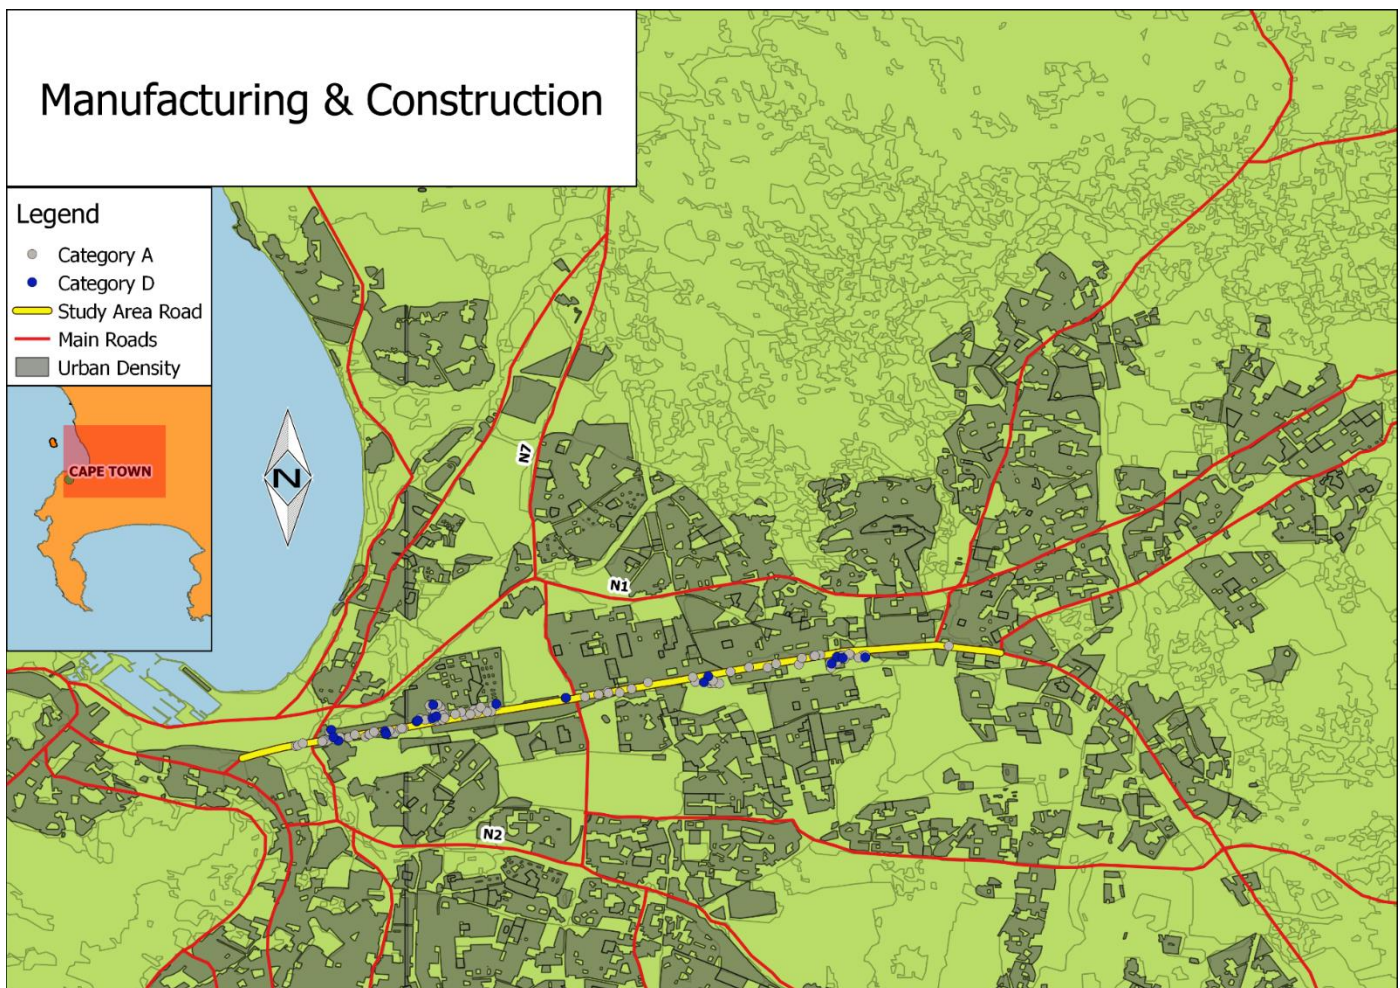 Manufacturing & Construction
Legend
Category A
Category D
Study Area Road
Main Roads
Urban Density
CAPE TOWN
N
N7
N1
N2